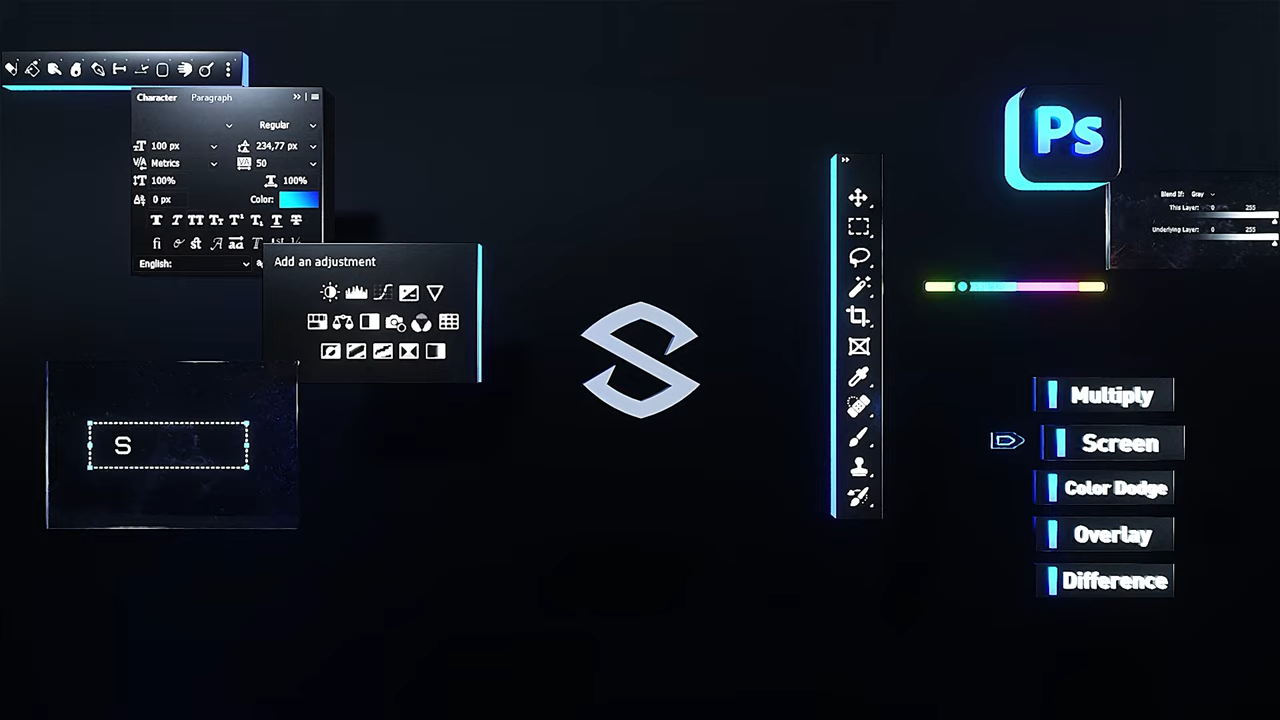 Character Paragraph
Regular
100 px 234,77 px
Metrics 50
100% 100%
0 px Color:
English:
Add an adjustment
S
S
Ps
Blend If: Gray
This Layer: 0 255
Underlying Layer: 0 255
Multiply
Screen
Color Dodge
Overlay
Difference